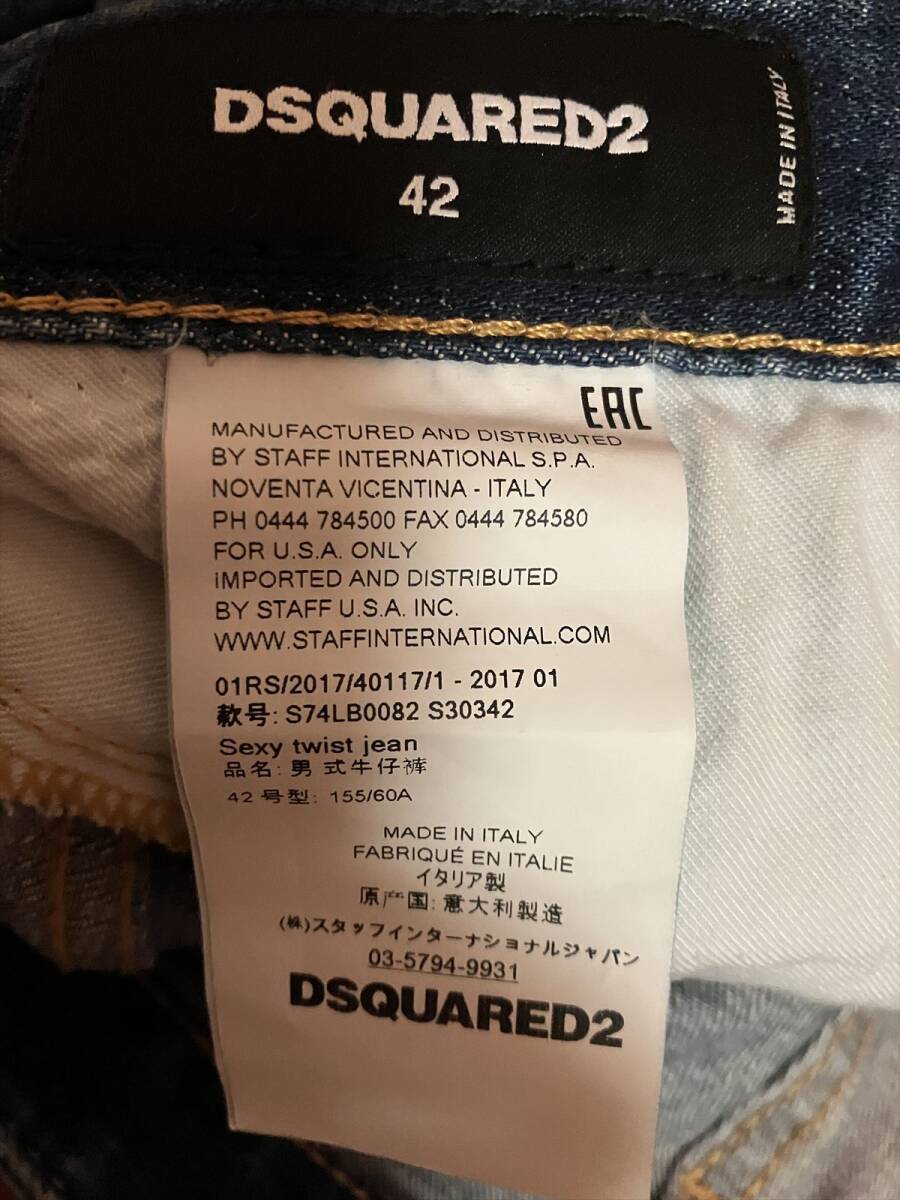 DSQUARED2
42
MADE IN ITALY
EAC
MANUFACTURED AND DISTRIBUTED
BY STAFF INTERNATIONAL S.P.A.
NOVENTA VICENTINA - ITALY
PH 0444 784500 FAX 0444 784580
FOR U.S.A. ONLY
IMPORTED AND DISTRIBUTED
BY STAFF U.S.A. INC.
WWW.STAFFINTERNATIONAL.COM
01RS/2017/40117/1 - 2017 01
款号: S74LB0082 S30342
Sexy twist jean
品名: 男 式牛仔裤
42 号型: 155/60A
MADE IN ITALY
FABRIQUÉ EN ITALIE
イタリア製
原产国: 意大利製造
(株)スタッフインターナショナルジャパン
03-5794-9931
DSQUARED2